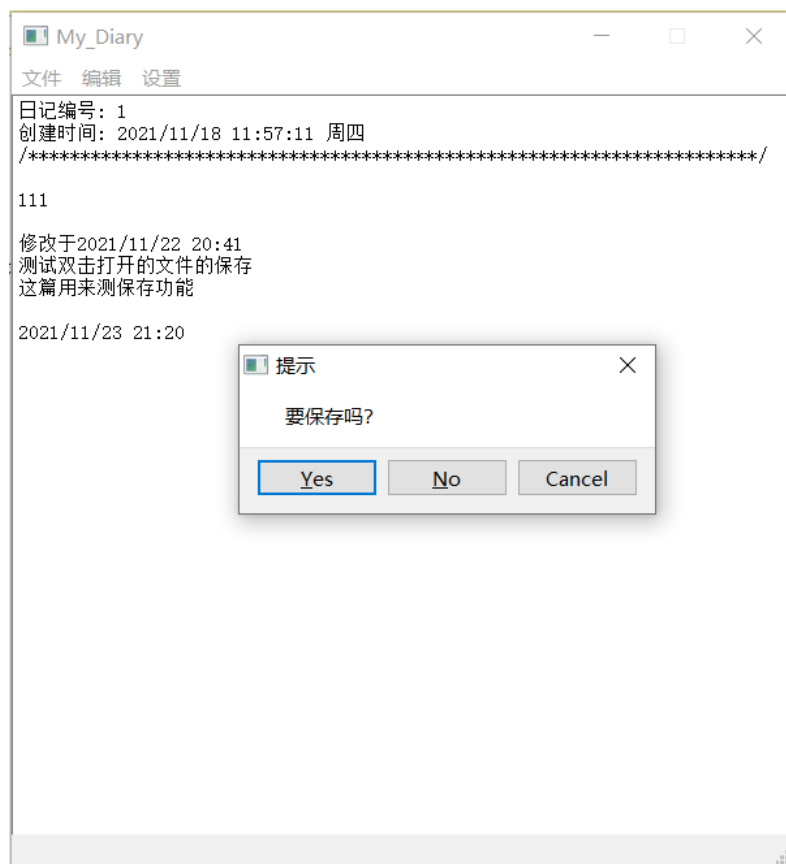 My_Diary
文件 编辑 设置
日记编号: 1
创建时间: 2021/11/18 11:57:11 周四
/**********************************************************************/
111
修改于2021/11/22 20:41
测试双击打开的文件的保存
这篇用来测保存功能
2021/11/23 21:20
提示
要保存吗?
Yes No Cancel